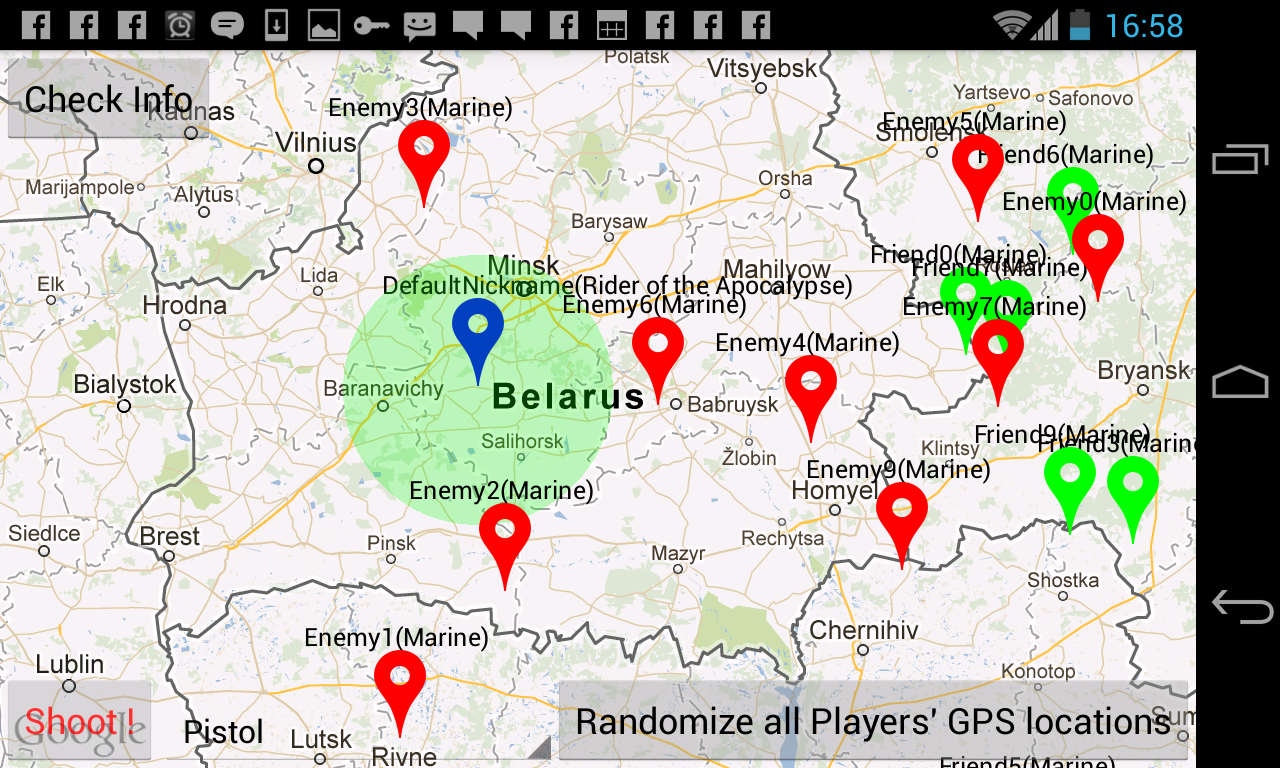 16:58
Polatsk
Vitsyebsk
Check Info
Kaunas
Enemy3(Marine)
Yartsevo
Safonovo
Enemy5(Marine)
Smolensk
Vilnius
Friend6(Marine)
Marijampole
Alytus
Orsha
Enemy0(Marine)
Barysaw
Friend0(Marine)
Minsk
Mahilyow
Friend7(Marine)
Lida
Elk
DefaultNickname(Rider of the Apocalypse)
Hrodna
Enemy6(Marine)
Enemy7(Marine)
Enemy4(Marine)
Bryansk
Bialystok
Baranavichy
Belarus
Babruysk
Friend9(Marine)
Friend3(Marine
Salihorsk
Klintsy
Žlobin
Enemy9(Marine)
Enemy2(Marine)
Homyel
Siedlce
Brest
Pinsk
Rechytsa
Mazyr
Shostka
Chernihiv
Enemy1(Marine)
Lublin
Konotop
Shoot !
Google
Pistol
Randomize all Players' GPS locations
Sum
Lutsk
Rivne
Friend5(Marine)